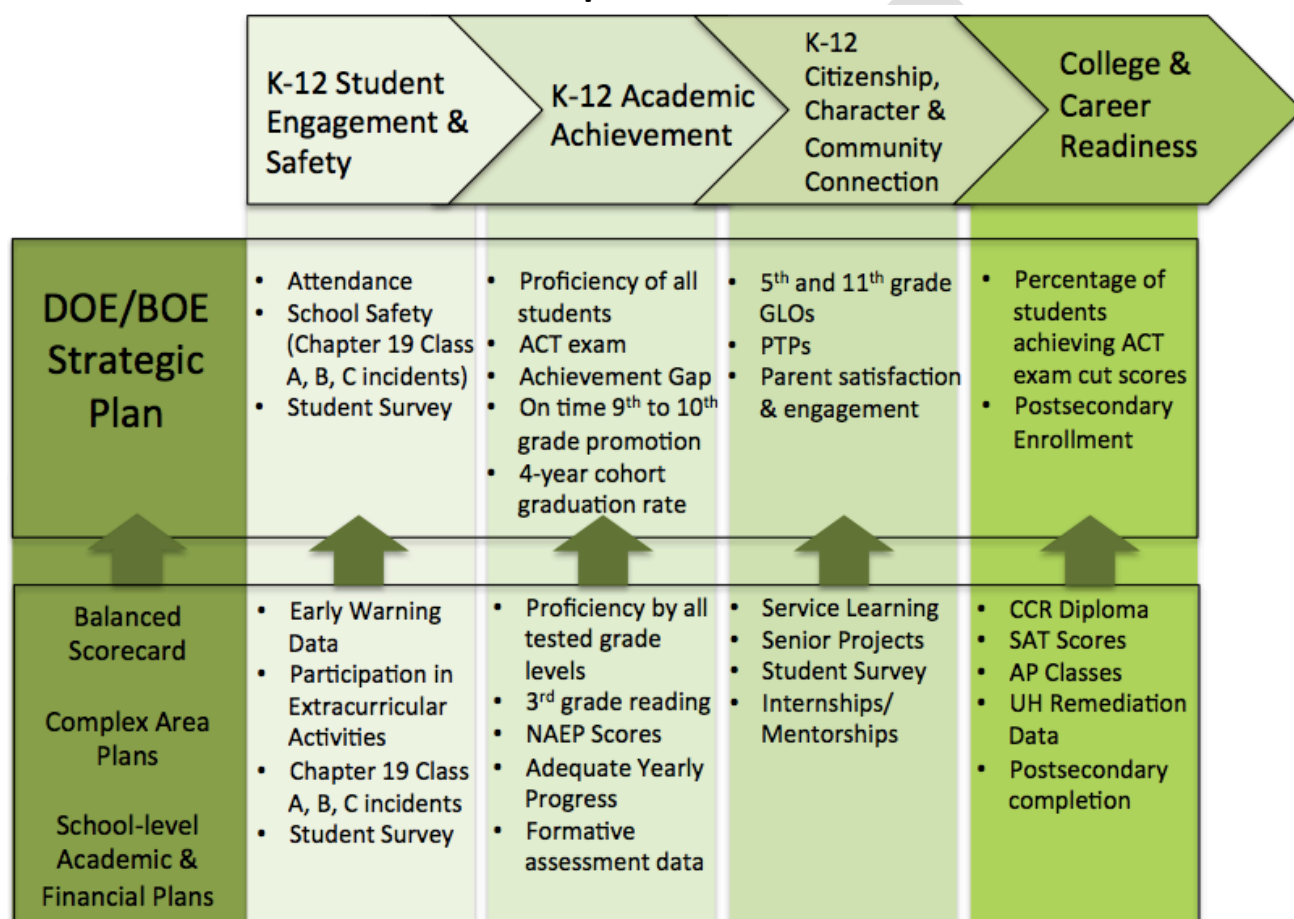 K-12 Student
Engagement &
Safety
K-12 Academic
Achievement
K-12
Citizenship,
Character &
Community
Connection
College &
Career
Readiness
DOE/BOE
Strategic
Plan
• Attendance
• School Safety
(Chapter 19 Class
A, B, C incidents)
• Student Survey
• Proficiency of all
students
• ACT exam
• Achievement Gap
• On time 9th to 10th
grade promotion
• 4-year cohort
graduation rate
• 5th and 11th grade
GLOs
• PTPs
• Parent satisfaction
& engagement
• Percentage of
students
achieving ACT
exam cut scores
• Postsecondary
Enrollment
Balanced
Scorecard
Complex Area
Plans
School-level
Academic &
Financial Plans
• Early Warning
Data
• Participation in
Extracurricular
Activities
• Chapter 19 Class
A, B, C incidents
• Student Survey
• Proficiency by all
tested grade
levels
• 3rd grade reading
• NAEP Scores
• Adequate Yearly
Progress
• Formative
assessment data
• Service Learning
• Senior Projects
• Student Survey
• Internships/
Mentorships
• CCR Diploma
• SAT Scores
• AP Classes
• UH Remediation
Data
• Postsecondary
completion